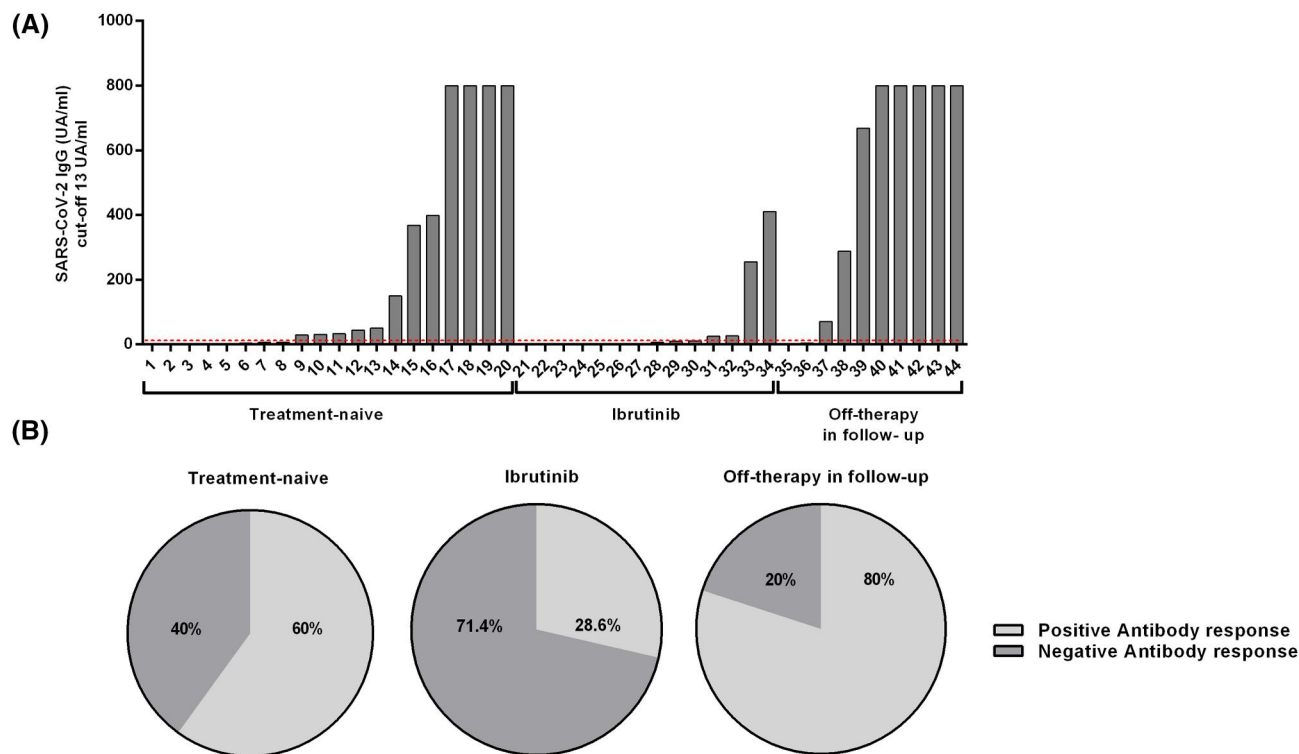 (A)
1000
800
600
400
200
0
SARS-CoV-2 IgG (UA/ml)
cut-off 13 UA/ml
1 2 3 4 5 6 7 8 9 10 11 12 13 14 15 16 17 18 19 20 21 22 23 24 25 26 27 28 29 30 31 32 33 34 35 36 37 38 39 40 41 42 43 44
Treatment-naive
Ibrutinib
Off-therapy
in follow- up
(B)
Treatment-naive
Ibrutinib
Off-therapy in follow-up
40%
60%
71.4%
28.6%
20%
80%
Positive Antibody response
Negative Antibody response